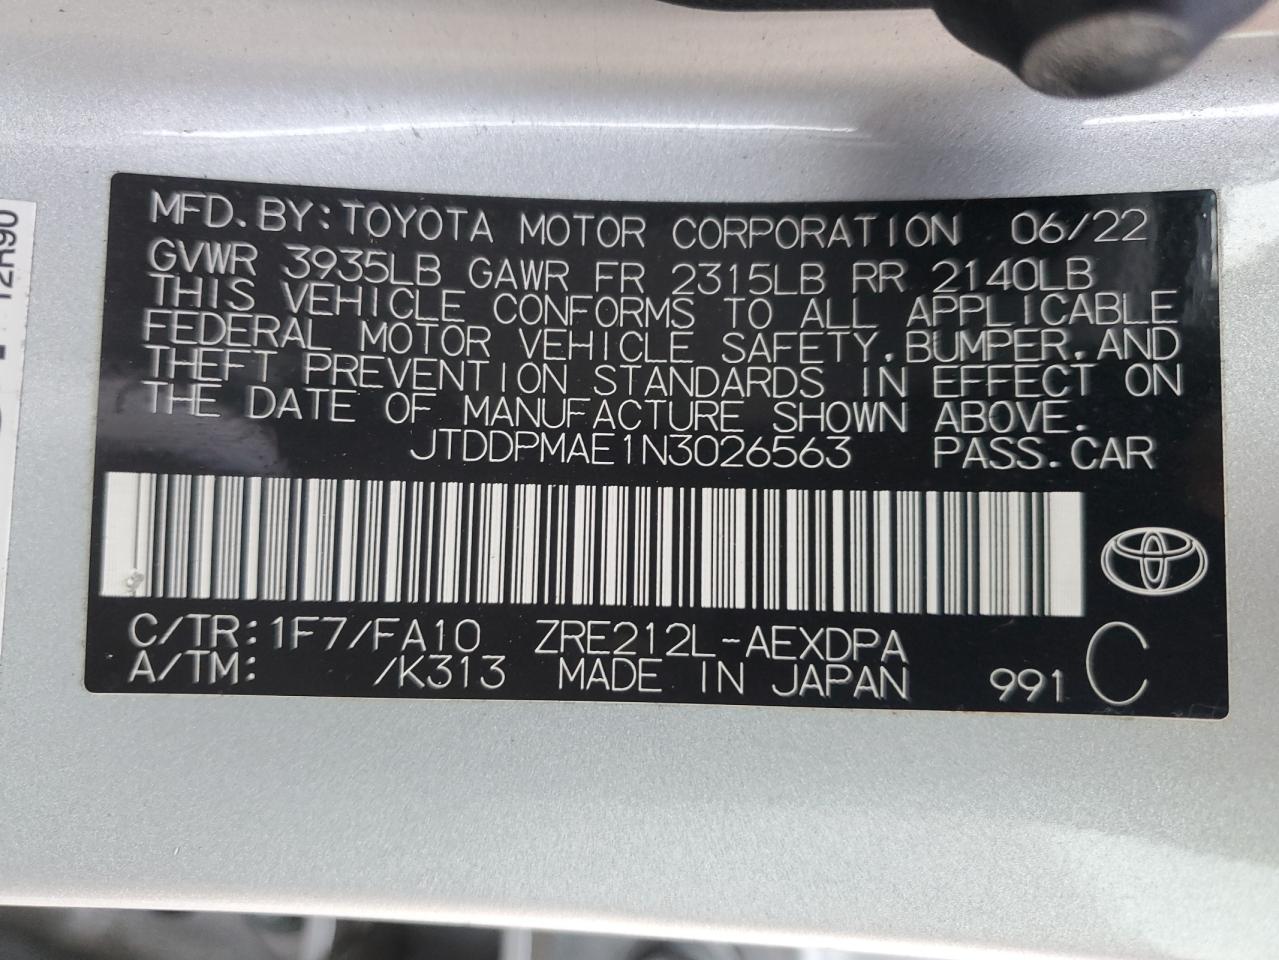 MFD.BY:TOYOTA MOTOR CORPORATION 06/22
GVWR 3935LB GAWR FR 2315LB RR 2140LB
THIS VEHICLE CONFORMS TO ALL APPLICABLE
FEDERAL MOTOR VEHICLE SAFETY,BUMPER,AND
THEFT PREVENTION STANDARDS IN EFFECT ON
THE DATE OF MANUFACTURE SHOWN ABOVE.
JTDDPMAE1N3026563 PASS.CAR
C/TR:1F7/FA10 ZRE212L-AEXDPA
A/TM: /K313 MADE IN JAPAN 991 C